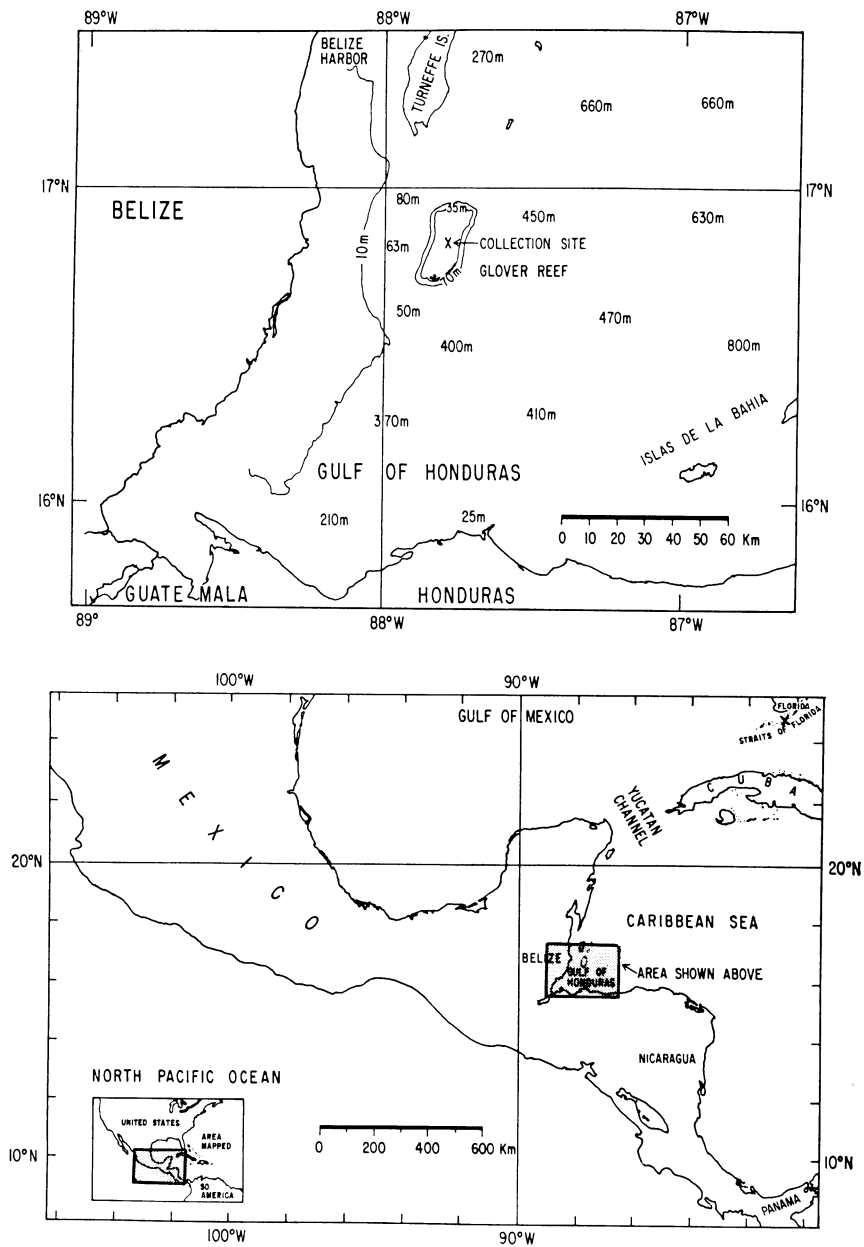 89°W
88°W
87°W
BELIZE
HARBOR
TURNEFFE IS.
270m
660m
660m
17°N
17°N
BELIZE
80m
35m
450m
630m
10m
63m
X
COLLECTION SITE
70m
GLOVER REEF
50m
470m
400m
800m
370m
410m
ISLAS DE LA BAHIA
GULF OF HONDURAS
16°N
16°N
210m
25m
0 10 20 30 40 50 60 Km
GUATEMALA
HONDURAS
89°
88°W
87°W
100°W
90°W
GULF OF MEXICO
FLORIDA
STRAITS OF FLORIDA
MEXICO
CUBA
YUCATAN
CHANNEL
20°N
20°N
CARIBBEAN SEA
BELIZE
GULF OF
HONDURAS
AREA SHOWN ABOVE
NICARAGUA
NORTH PACIFIC OCEAN
UNITED STATES
AREA
MAPPED
SO
AMERICA
0 200 400 600 Km
10°N
10°N
PANAMA
100°W
90°W